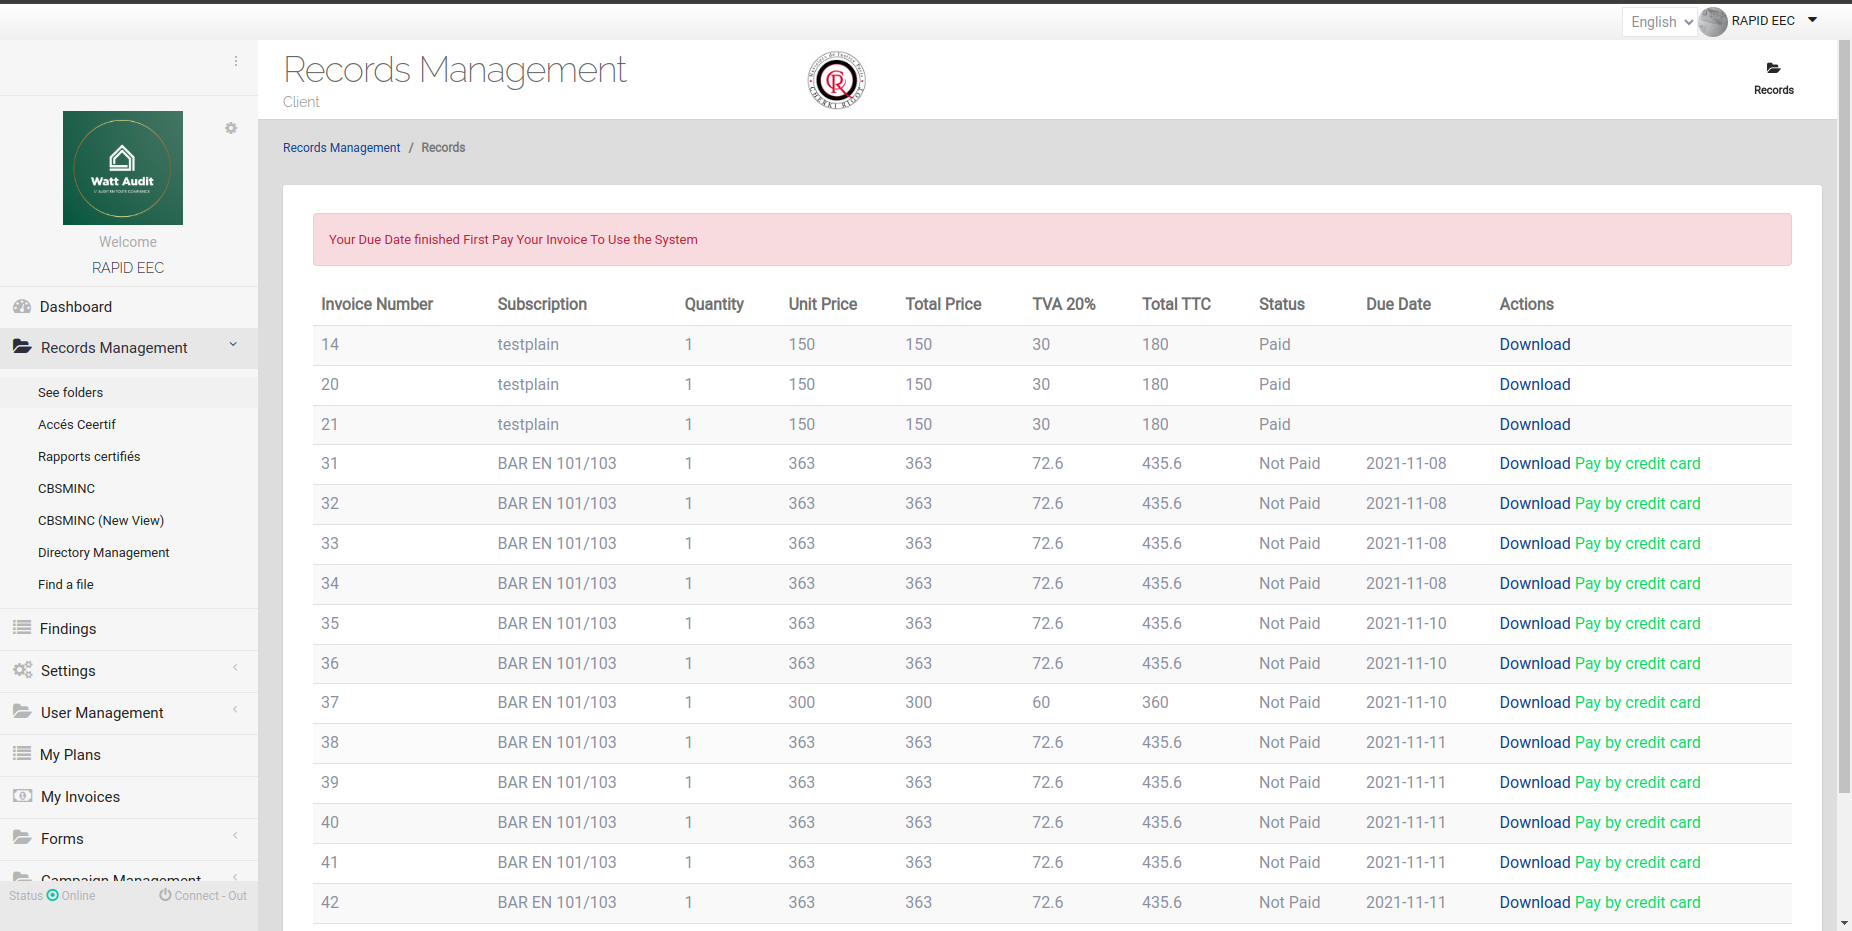 English
RAPID EEC
Records Management
Client
CR
CHERKI RIGOT
Records
Watt Audit
Welcome
RAPID EEC
Dashboard
Records Management
See folders
Accés Ceertif
Rapports certifiés
CBSMINC
CBSMINC (New View)
Directory Management
Find a file
Findings
Settings
User Management
My Plans
My Invoices
Forms
Campaign Management
Status Online
Connect - Out
Records Management / Records
Your Due Date finished First Pay Your Invoice To Use the System
Invoice Number Subscription Quantity Unit Price Total Price TVA 20% Total TTC Status Due Date Actions
14 testplain 1 150 150 30 180 Paid Download
20 testplain 1 150 150 30 180 Paid Download
21 testplain 1 150 150 30 180 Paid Download
31 BAR EN 101/103 1 363 363 72.6 435.6 Not Paid 2021-11-08 Download Pay by credit card
32 BAR EN 101/103 1 363 363 72.6 435.6 Not Paid 2021-11-08 Download Pay by credit card
33 BAR EN 101/103 1 363 363 72.6 435.6 Not Paid 2021-11-08 Download Pay by credit card
34 BAR EN 101/103 1 363 363 72.6 435.6 Not Paid 2021-11-08 Download Pay by credit card
35 BAR EN 101/103 1 363 363 72.6 435.6 Not Paid 2021-11-10 Download Pay by credit card
36 BAR EN 101/103 1 363 363 72.6 435.6 Not Paid 2021-11-10 Download Pay by credit card
37 BAR EN 101/103 1 300 300 60 360 Not Paid 2021-11-10 Download Pay by credit card
38 BAR EN 101/103 1 363 363 72.6 435.6 Not Paid 2021-11-11 Download Pay by credit card
39 BAR EN 101/103 1 363 363 72.6 435.6 Not Paid 2021-11-11 Download Pay by credit card
40 BAR EN 101/103 1 363 363 72.6 435.6 Not Paid 2021-11-11 Download Pay by credit card
41 BAR EN 101/103 1 363 363 72.6 435.6 Not Paid 2021-11-11 Download Pay by credit card
42 BAR EN 101/103 1 363 363 72.6 435.6 Not Paid 2021-11-11 Download Pay by credit card